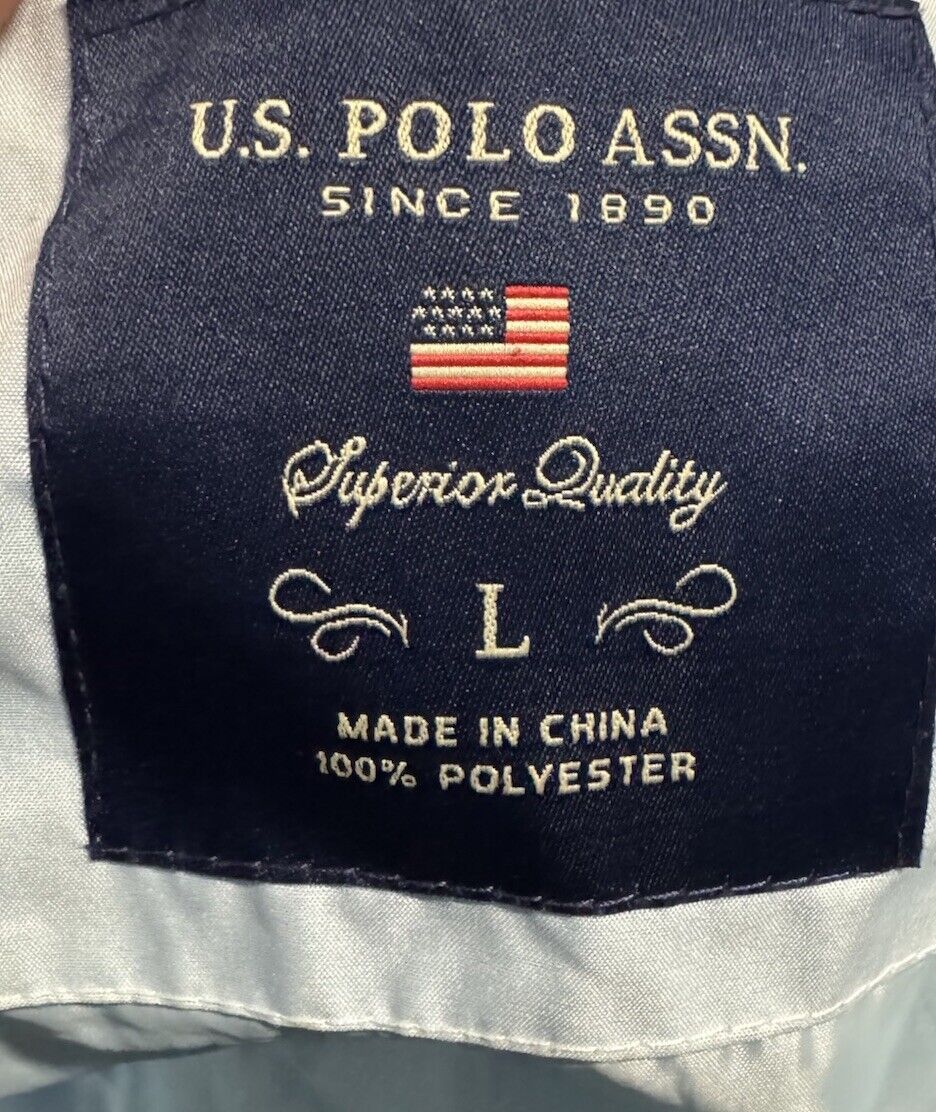 U.S. POLO ASSN.
SINCE 1890
Superior Quality
L
MADE IN CHINA
100% POLYESTER